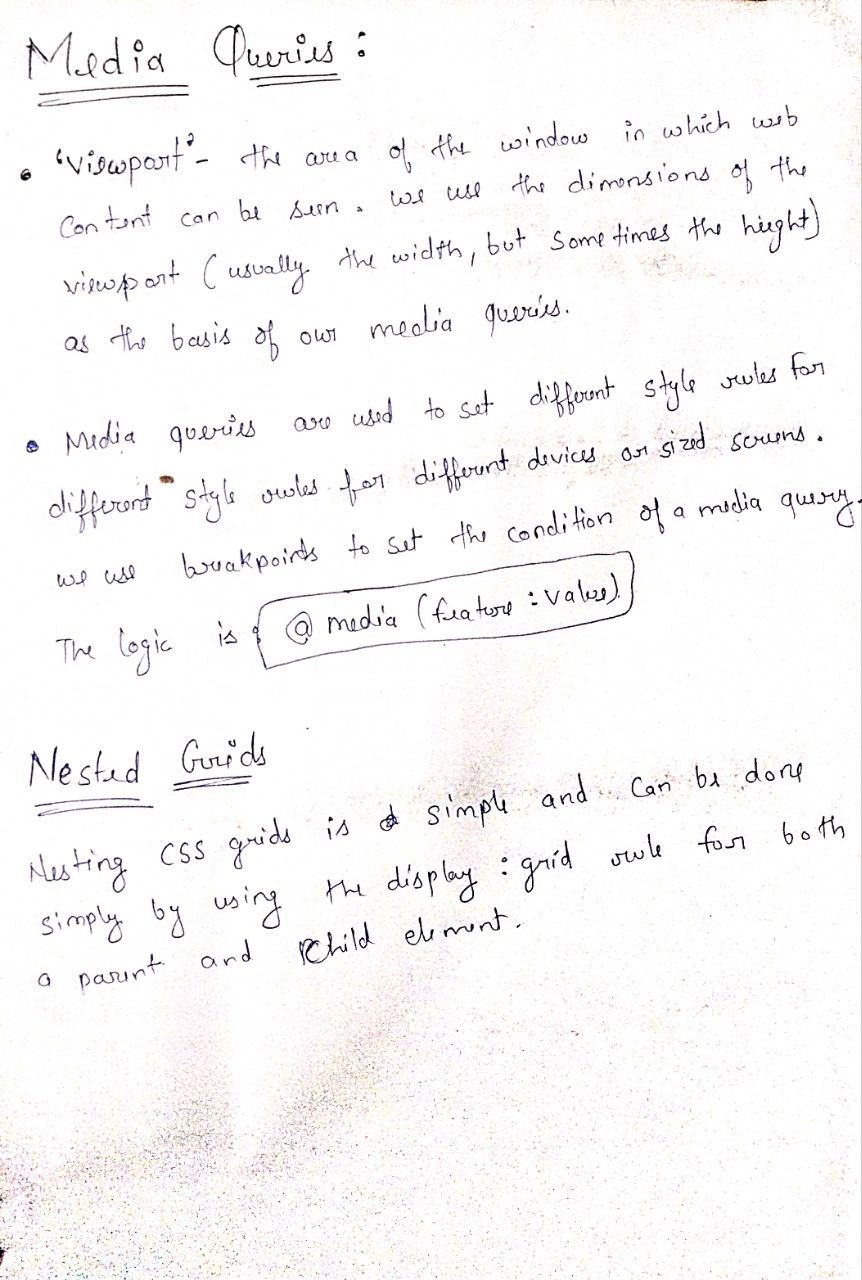 Media Queries :
• 'viewport' - the area of the window in which web
Content can be seen. we use the dimensions of the
viewport (usually the width, but sometimes the hieght)
as the basis of our media queries.
• Media queries are used to set different style rules for
different style rules for different devices or sized screens.
we use breakpoints to set the condition of a media query.
The logic is { @ media (feature : value)
Nested Grids
Nesting CSS grids is simple and Can be done
simply by using the display : grid rule for both
a parent and Child element.